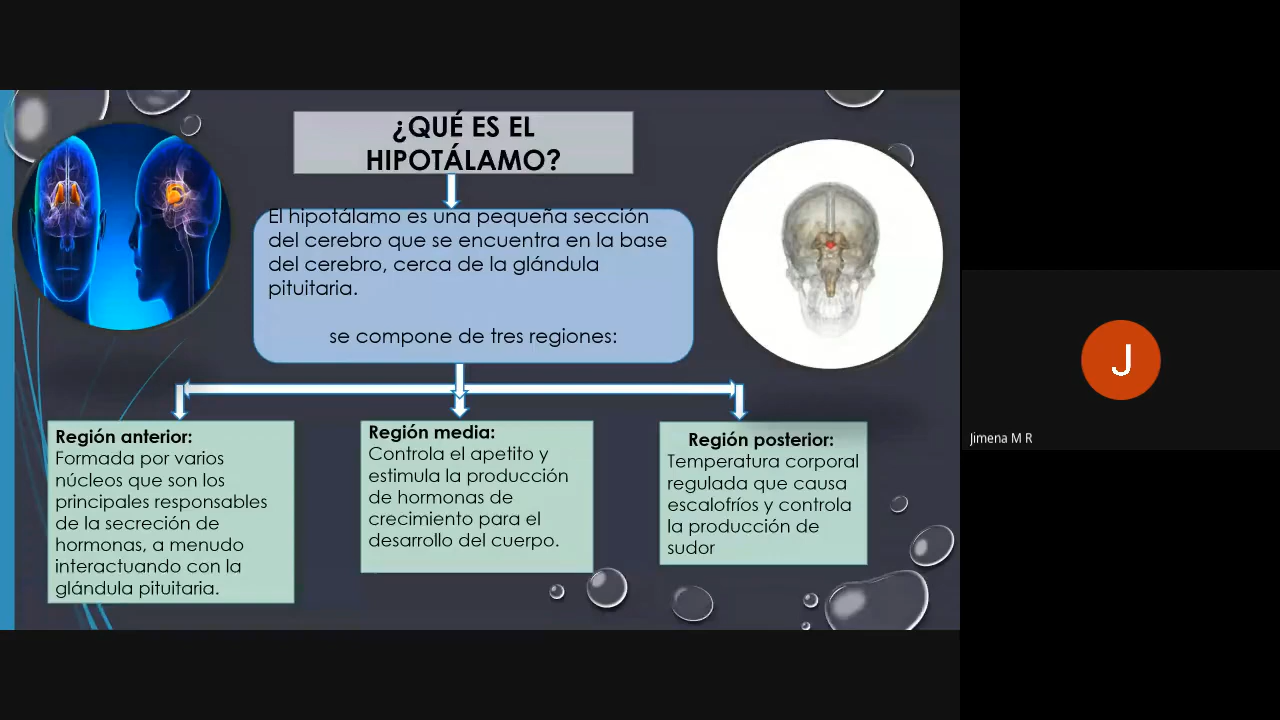 ¿QUÉ ES EL
HIPOTÁLAMO?
El hipotálamo es una pequeña sección
del cerebro que se encuentra en la base
del cerebro, cerca de la glándula
pituitaria.
se compone de tres regiones:
Región anterior:
Formada por varios
núcleos que son los
principales responsables
de la secreción de
hormonas, a menudo
interactuando con la
glándula pituitaria.
Región media:
Controla el apetito y
estimula la producción
de hormonas de
crecimiento para el
desarrollo del cuerpo.
Región posterior:
Temperatura corporal
regulada que causa
escalofríos y controla
la producción de
sudor
J
Jimena M R